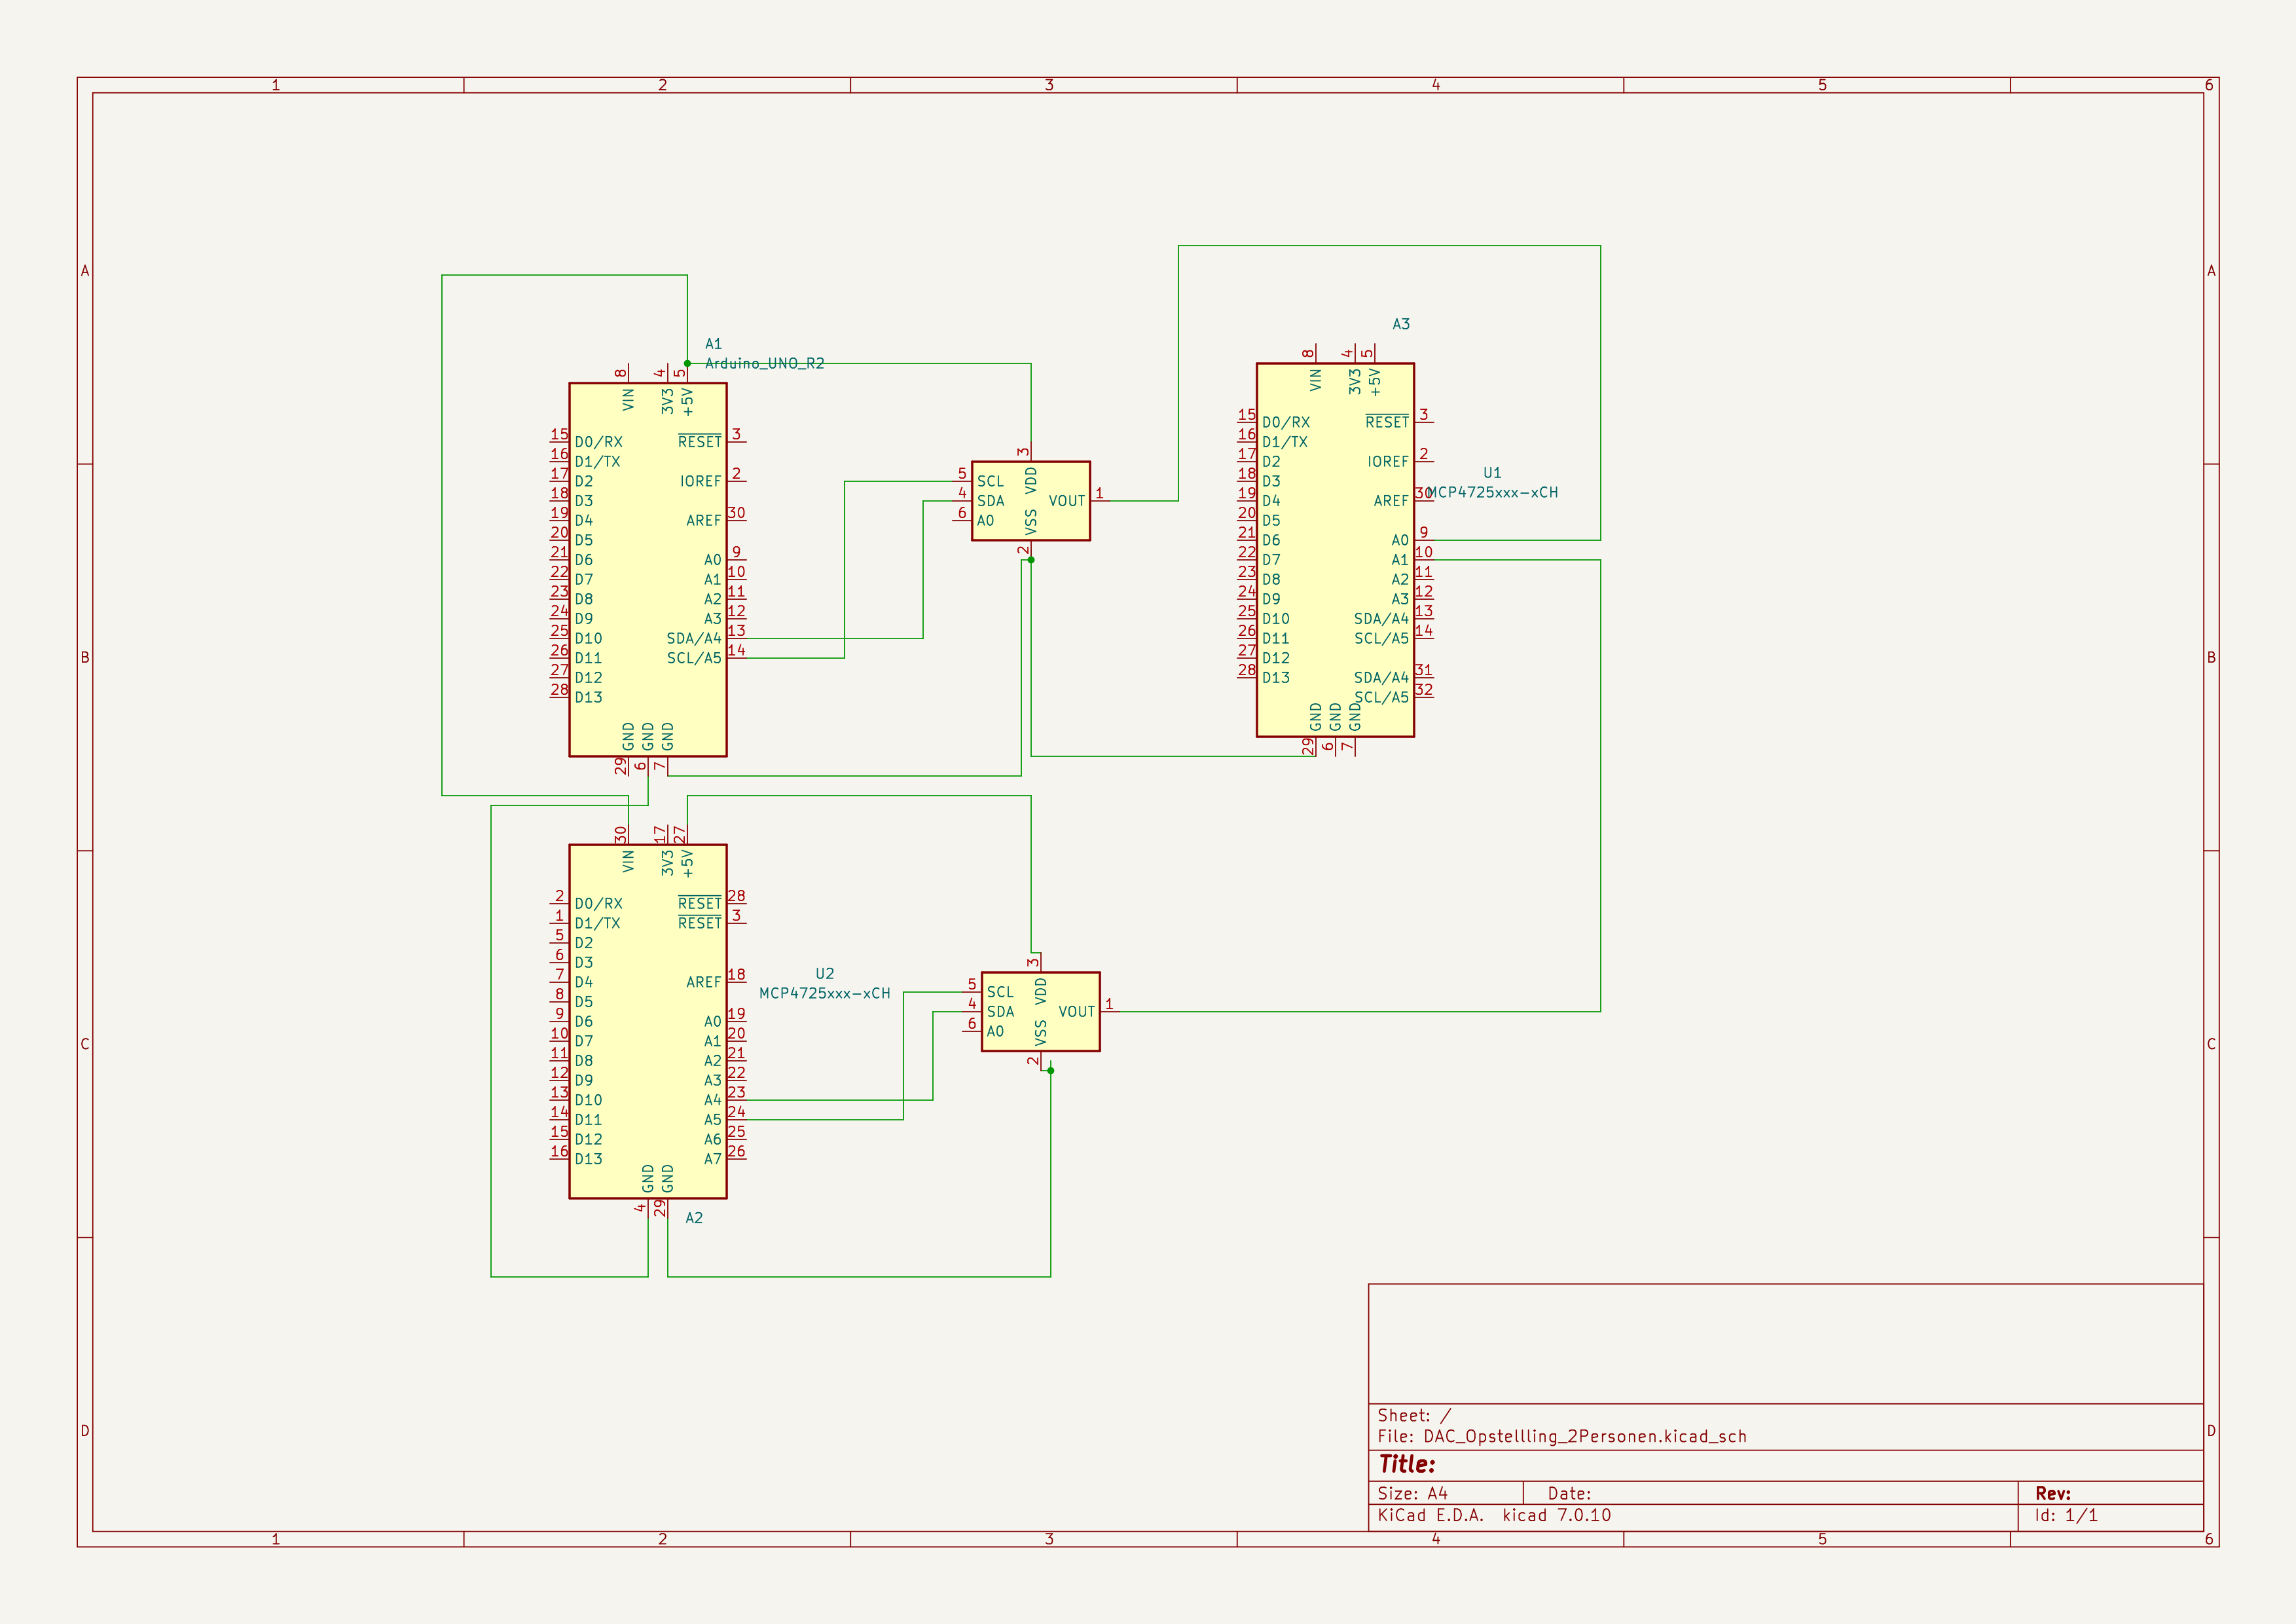 1 2 3 4 5 6
A A
B B
C C
D D
A1
Arduino_UNO_R2
8 4 5
VIN 3V3 +5V
15 D0/RX RESET 3
16 D1/TX
17 D2 IOREF 2
18 D3
19 D4 AREF 30
20 D5
21 D6 A0 9
22 D7 A1 10
23 D8 A2 11
24 D9 A3 12
25 D10 SDA/A4 13
26 D11 SCL/A5 14
27 D12
28 D13
GND GND GND
29 6 7
3
VDD
5 SCL
4 SDA VOUT 1
6 A0
VSS
2
A3
8 4 5
VIN 3V3 +5V
15 D0/RX RESET 3
16 D1/TX
17 D2 IOREF 2
18 D3
19 D4 AREF 30
20 D5
21 D6 A0 9
22 D7 A1 10
23 D8 A2 11
24 D9 A3 12
25 D10 SDA/A4 13
26 D11 SCL/A5 14
27 D12
28 D13 SDA/A4 31
SCL/A5 32
GND GND GND
29 6 7
U1
MCP4725xxx-xCH
30 17 27
VIN 3V3 +5V
2 D0/RX RESET 28
1 D1/TX RESET 3
5 D2
6 D3
7 D4 AREF 18
8 D5
9 D6 A0 19
10 D7 A1 20
11 D8 A2 21
12 D9 A3 22
13 D10 A4 23
14 D11 A5 24
15 D12 A6 25
16 D13 A7 26
GND GND
4 29
A2
U2
MCP4725xxx-xCH
3
VDD
5 SCL
4 SDA VOUT 1
6 A0
VSS
2
Sheet: /
File: DAC_Opstellling_2Personen.kicad_sch
Title:
Size: A4 Date: Rev:
KiCad E.D.A. kicad 7.0.10 Id: 1/1
1 2 3 4 5 6